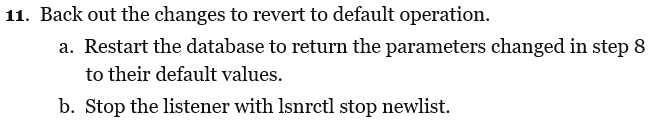 11. Back out the changes to revert to default operation.
a. Restart the database to return the parameters changed in step 8
to their default values.
b. Stop the listener with lsnrctl stop newlist.